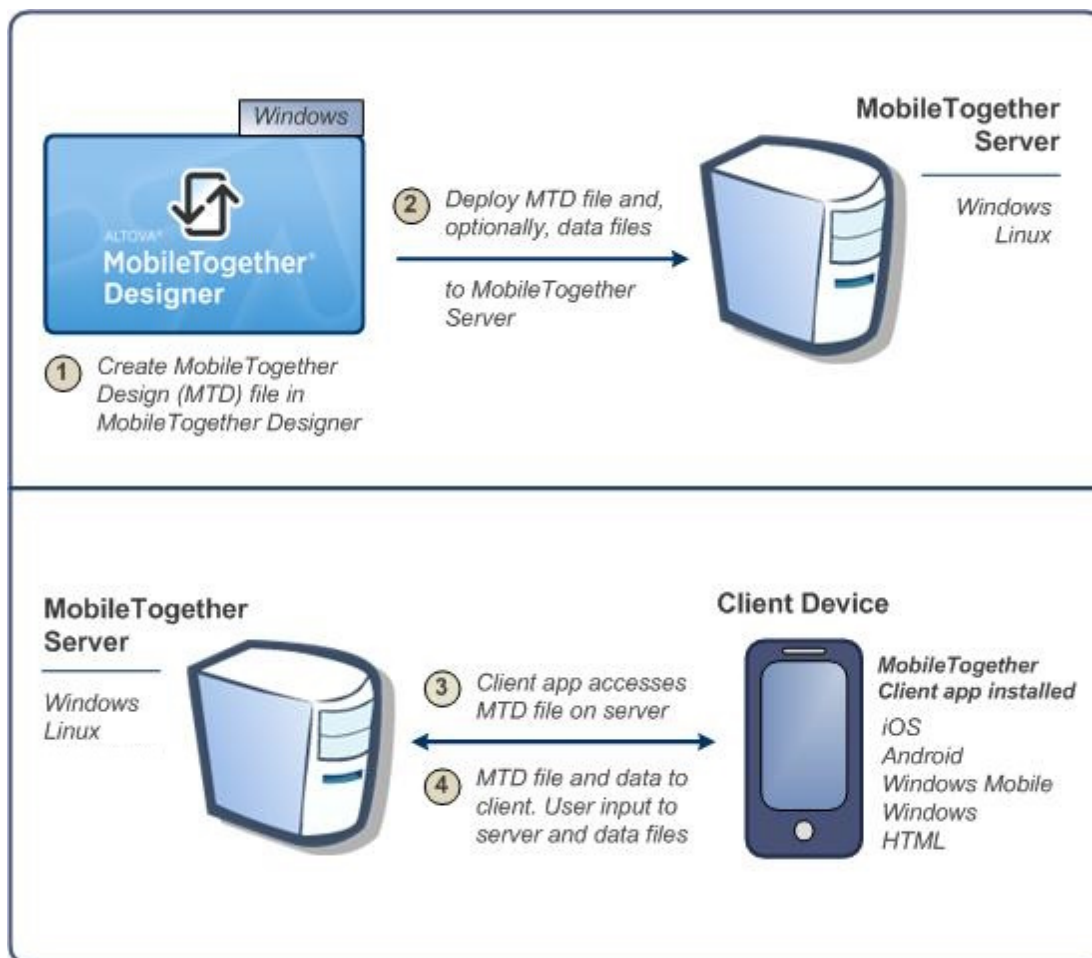 Windows
ALTOVA®
MobileTogether®
Designer
1
Create MobileTogether
Design (MTD) file in
MobileTogether Designer
2
Deploy MTD file and,
optionally, data files
to MobileTogether
Server
MobileTogether
Server
Windows
Linux
MobileTogether
Server
Windows
Linux
3
Client app accesses
MTD file on server
4
MTD file and data to
client. User input to
server and data files
Client Device
MobileTogether
Client app installed
iOS
Android
Windows Mobile
Windows
HTML